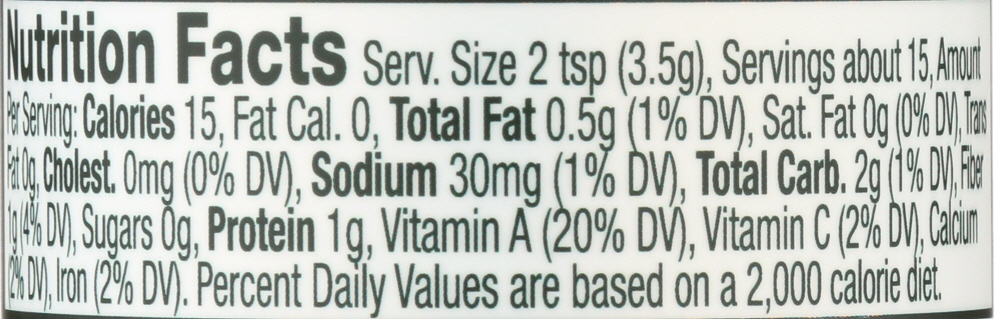 Nutrition Facts Serv. Size 2 tsp (3.5g), Servings about 15, Amount
Per Serving: Calories 15, Fat Cal. 0, Total Fat 0.5g (1% DV), Sat. Fat 0g (0% DV), Trans
Fat 0g, Cholest. 0mg (0% DV), Sodium 30mg (1% DV), Total Carb. 2g (1% DV), Fiber
1g (4% DV), Sugars 0g, Protein 1g, Vitamin A (20% DV), Vitamin C (2% DV), Calcium
(2% DV), Iron (2% DV). Percent Daily Values are based on a 2,000 calorie diet.